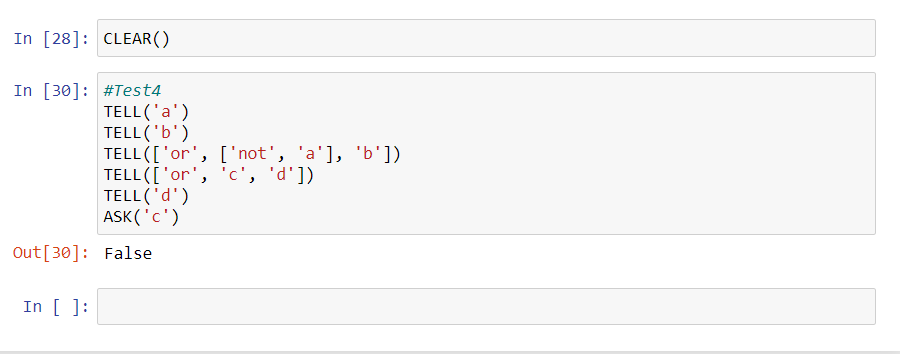 In [28]: CLEAR()
In [30]: #Test4
TELL('a')
TELL('b')
TELL(['or', ['not', 'a'], 'b'])
TELL(['or', 'c', 'd'])
TELL('d')
ASK('c')
Out[30]: False
In [ ]: